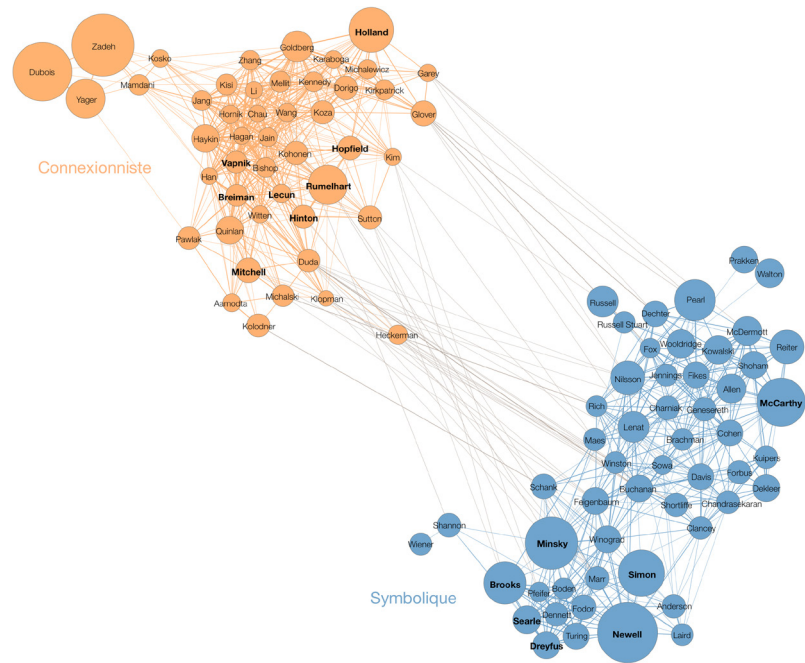 Holland
Zadeh
Goldberg
Kosko
Zhang
Karaboga
Michalewicz
Dubois
Garey
Mamdani
Kisl
Mellit
Kennedy
Dorigo
Kirkpatrick
Li
Yager
Jang
Hornik
Chau
Wang
Koza
Glover
Haykin
Hagan
Jain
Kohonen
Hopfield
Kirn
Connexionniste
Vapnik
Bishop
Han
Rumelhart
Breiman
Lecun
Witten
Hinton
Sutton
Quinlan
Pawlak
Duda
Mitchell
Prakken
Walton
Michalsk
Klopman
Aamodta
Kolodner
Heckerman
Pearl
Russell
Dechter
Russell Stuart
McDermott
Fox
Wooldridge
Kowalski
Reiter
Shoham
Nilsson
Jennings
Fikes
Allen
McCarthy
Rich
Charniak
Genesereth
Lenat
Cohen
Maes
Brachman
Winston
Sowa
Kuipers
Davis
Forbus
Schank
Buchanan
Dekleer
Feigenbaum
Shortliffe
Chandrasekaran
Shannon
Clancey
Wiener
Minsky
Winograd
Simon
Brooks
Marr
Boden
Pfeifer
Symbolique
Fodor
Anderson
Searle
Dennett
Turing
Newell
Laird
Dreyfus